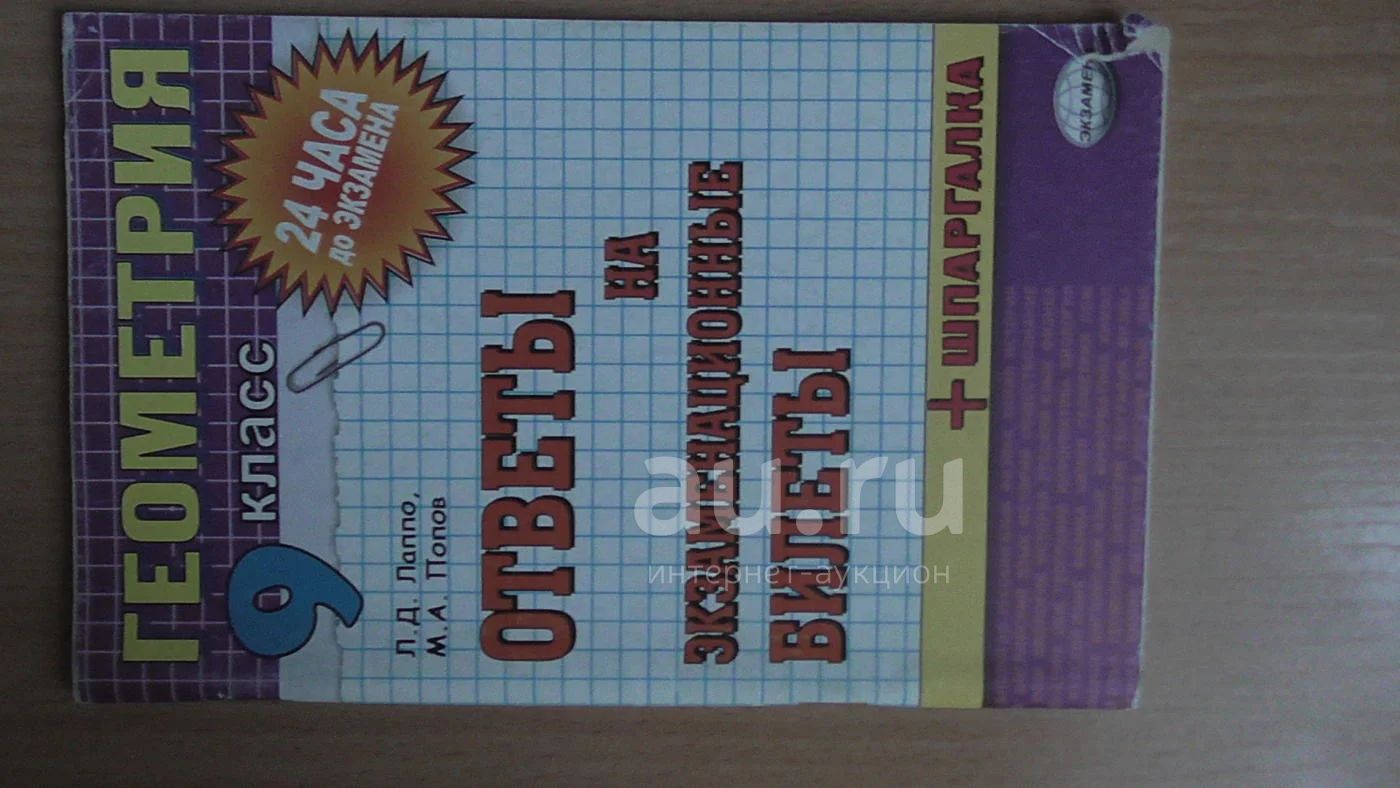 ГЕОМЕТРИЯ
9 класс
24 ЧАСА
до ЭКЗАМЕНА
Л.Д. Лаппо,
М.А. Попов
ОТВЕТЫ
НА
ЭКЗАМЕНАЦИОННЫЕ
БИЛЕТЫ
+ ШПАРГАЛКА
ЭКЗАМЕН
au.ru
интернет-аукцион